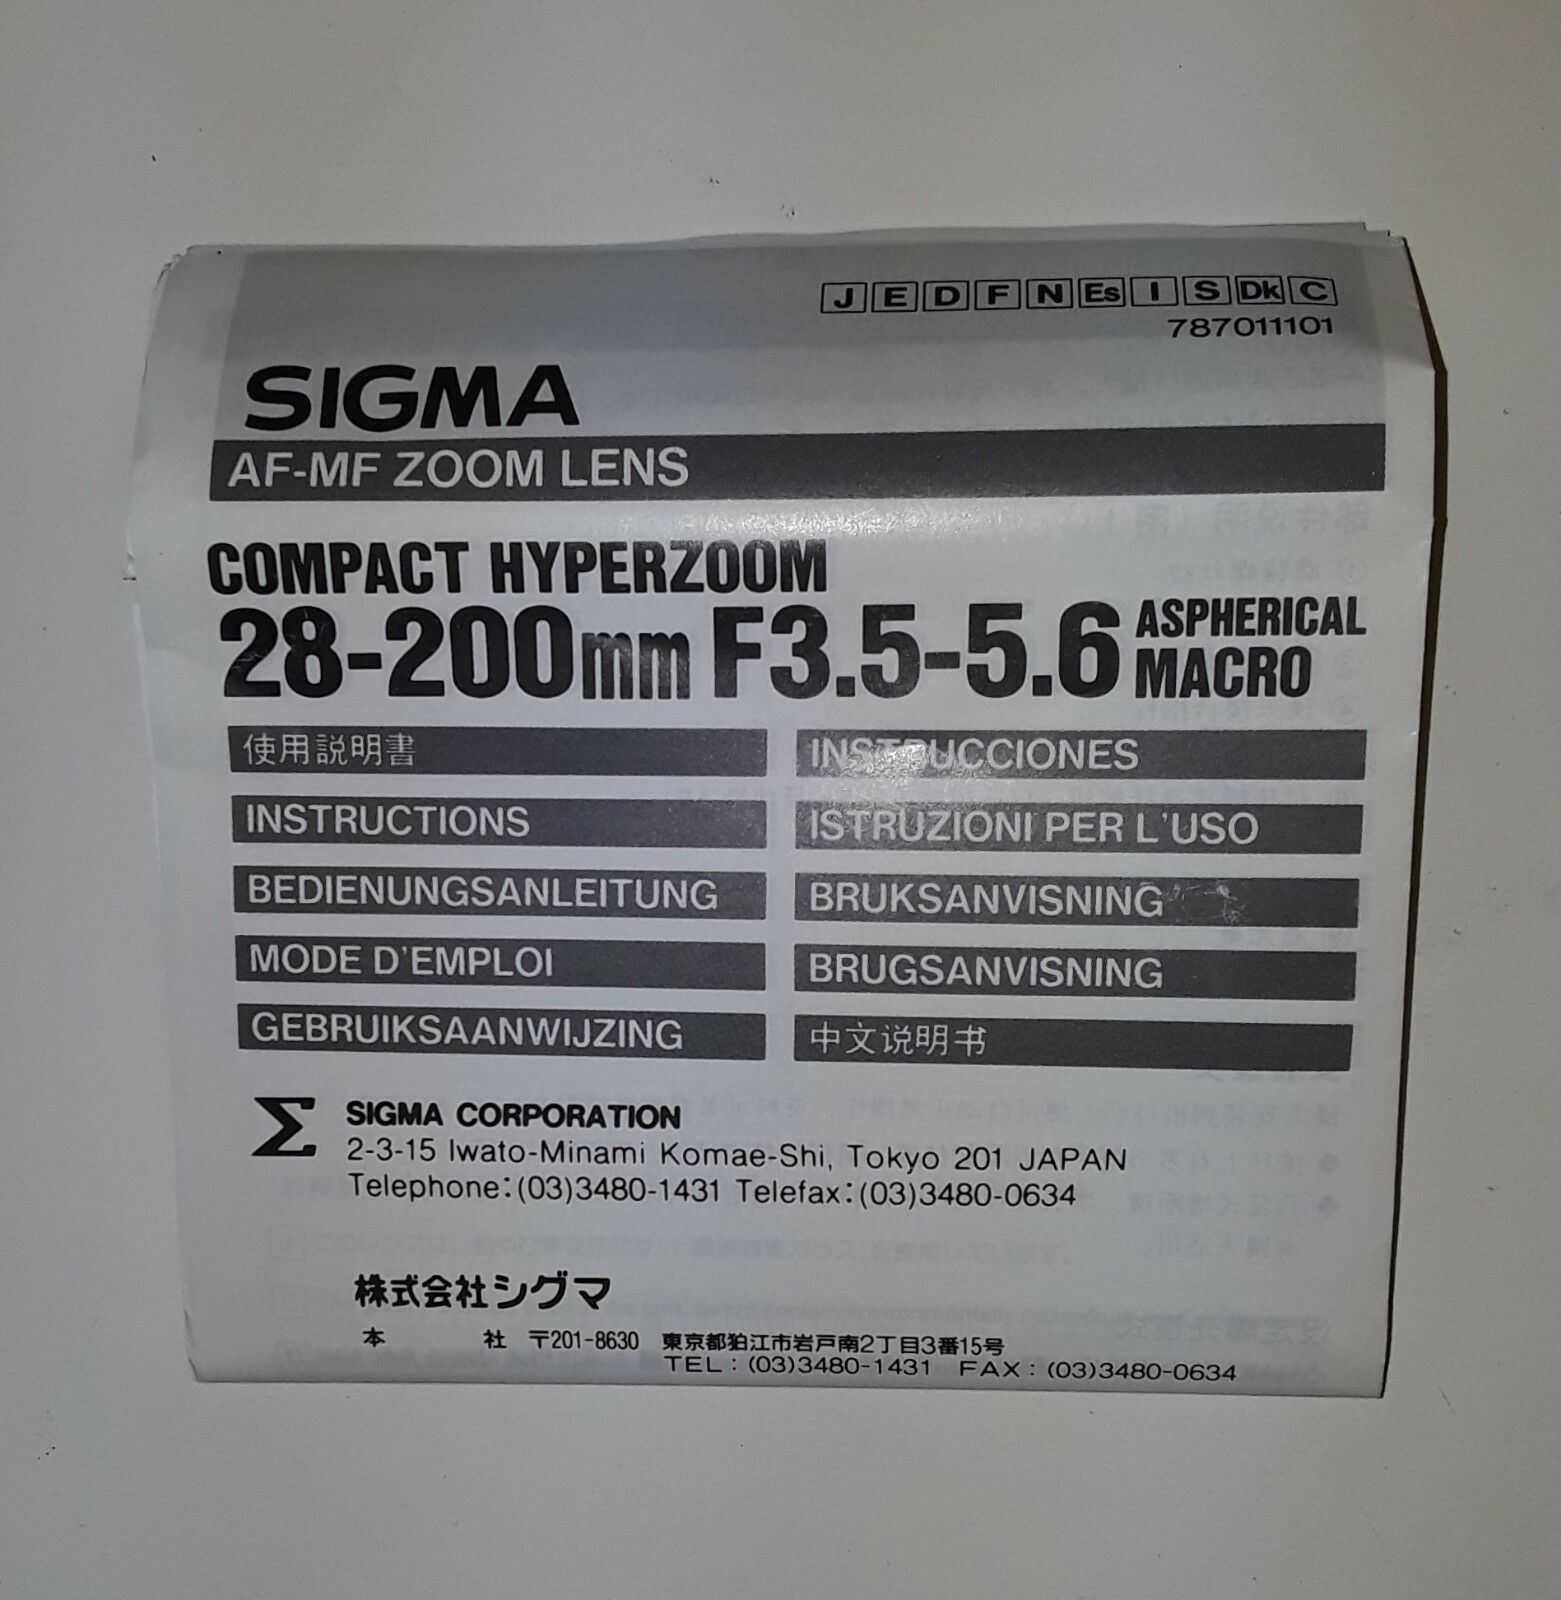 J E D F N Es I S Dk C
787011101
SIGMA
AF-MF ZOOM LENS
COMPACT HYPERZOOM
28-200mm F3.5-5.6 ASPHERICAL MACRO
使用説明書
INSTRUCTIONS
BEDIENUNGSANLEITUNG
MODE D'EMPLOI
GEBRUIKSAANWIJZING
INSTRUCCIONES
ISTRUZIONI PER L'USO
BRUKSANVISNING
BRUGSANVISNING
中文说明书
Σ SIGMA CORPORATION
2-3-15 Iwato-Minami Komae-Shi, Tokyo 201 JAPAN
Telephone:(03)3480-1431 Telefax:(03)3480-0634
株式会社シグマ
本 社 〒201-8630 東京都狛江市岩戸南2丁目3番15号
TEL:(03)3480-1431 FAX:(03)3480-0634